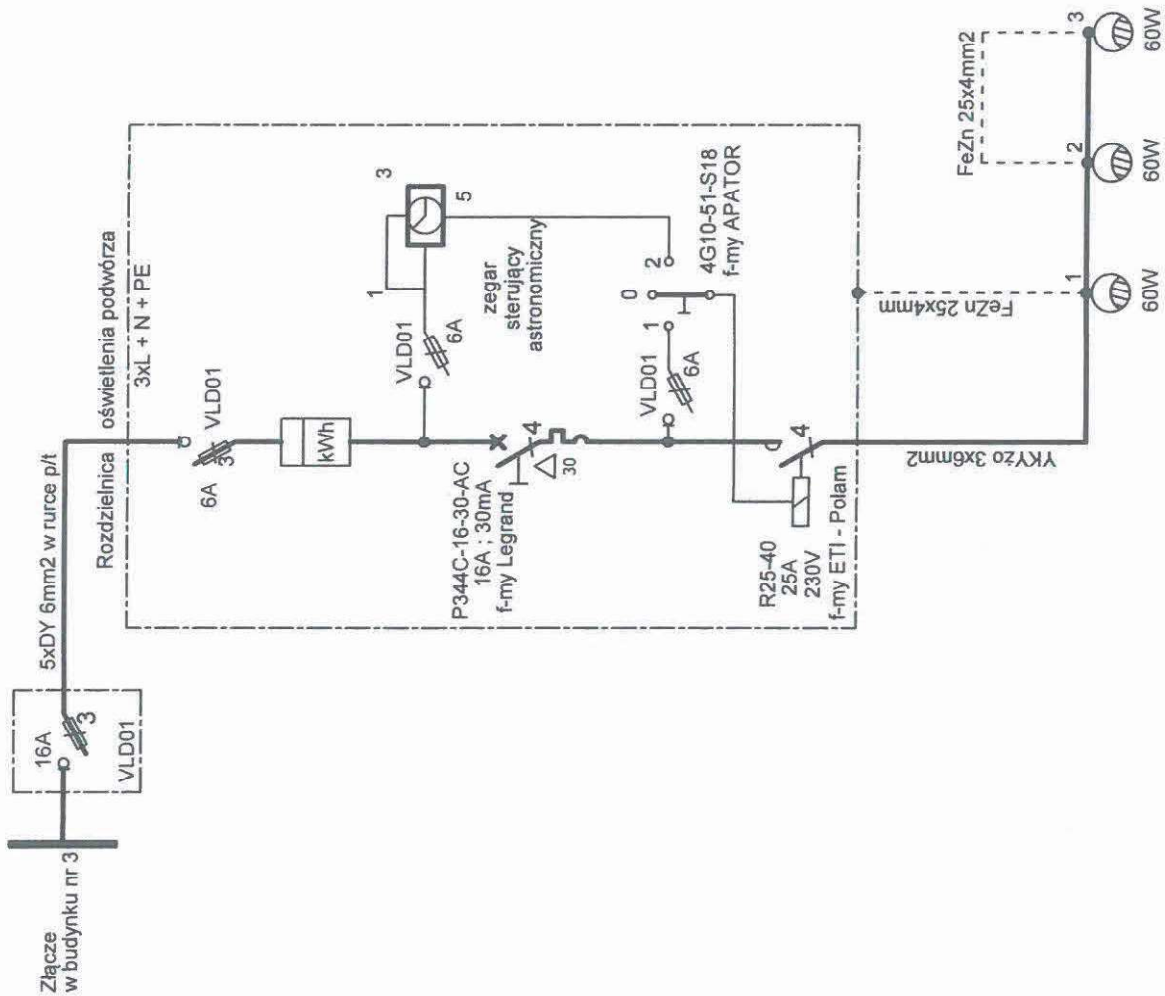 Złącze
w budynku nr 3
16A
3
VLD01
5xDY 6mm2 w rurce p/t
Rozdzielnica oświetlenia podwórza
3xL + N + PE
6A
3
VLD01
kWh
1
3
5
VLD01
6A
zegar
sterujący
astronomiczny
P344C-16-30-AC
16A ; 30mA
f-my Legrand
4
30
VLD01
6A
1
0
2
4G10-51-S18
f-my APATOR
R25-40
25A
230V
f-my ETI - Polam
4
YKYżo 3x6mm2
FeZn 25x4mm
FeZn 25x4mm2
1
2
3
60W
60W
60W